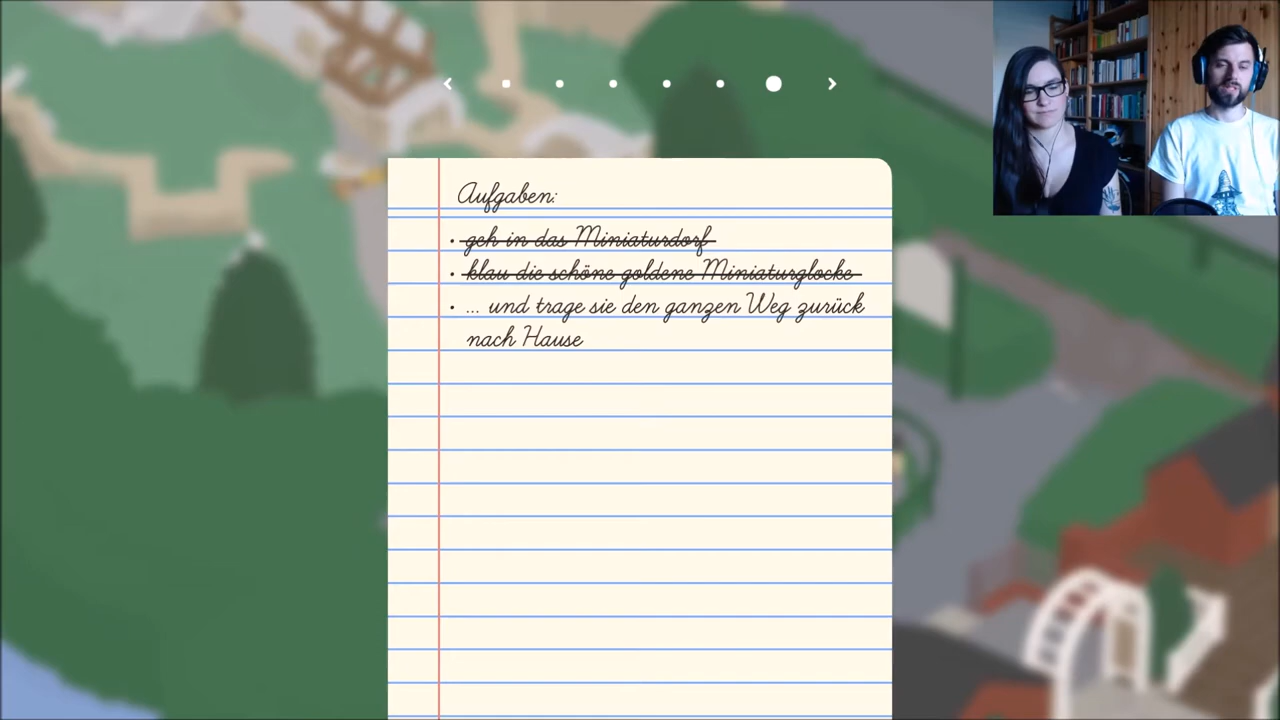 Aufgaben:
• geh in das Miniaturdorf
• klau die schöne goldene Miniaturglocke
• ... und trage sie den ganzen Weg zurück
nach Hause